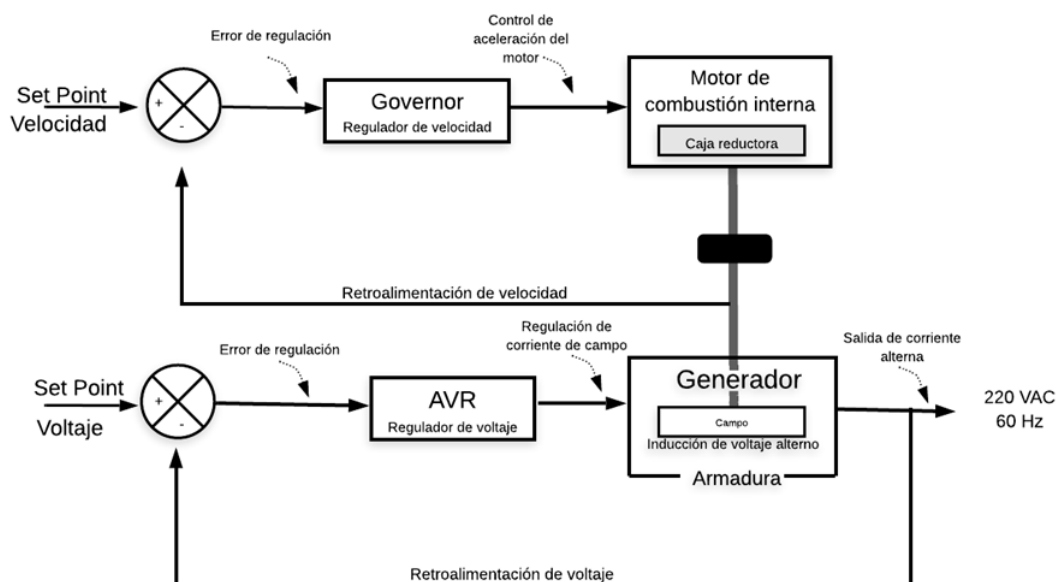 Control de
aceleración del
motor
Error de regulación
Set Point
Velocidad
+
-
Governor
Regulador de velocidad
Motor de
combustión interna
Caja reductora
Retroalimentación de velocidad
Regulación de
corriente de campo
Error de regulación
Salida de corriente
alterna
Set Point
Voltaje
+
-
AVR
Regulador de voltaje
Generador
Campo
Inducción de voltaje alterno
Armadura
220 VAC
60 Hz
Retroalimentación de voltaje